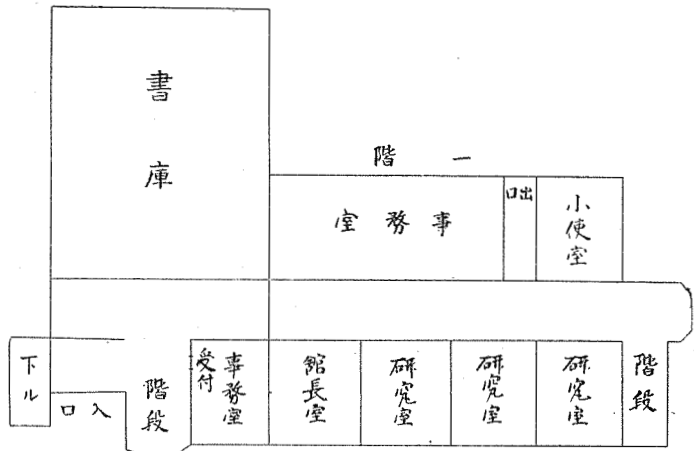 書庫
一階
事務室
出口
小使室
下ル
入口
階段
事務室
受付
館長室
研究室
研究室
研究室
階段